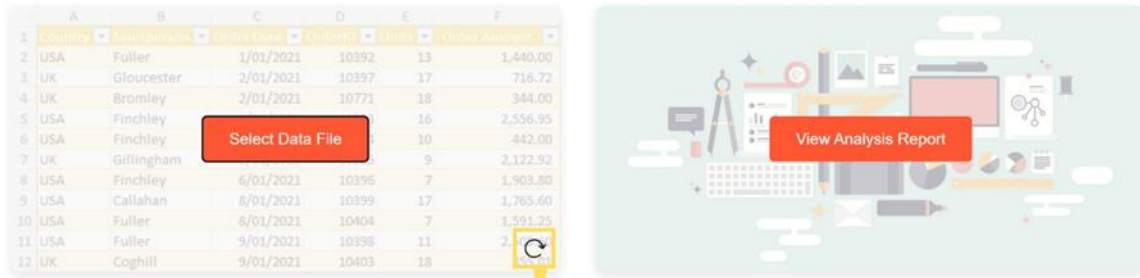 A B C D E F
1 Country Salesperson Order Date OrderID Units Order Amount
2 USA Fuller 1/01/2021 10392 13 1,440.00
3 UK Gloucester 2/01/2021 10397 17 716.72
4 UK Bromley 2/01/2021 10771 18 344.00
5 USA Finchley 16 2,556.95
6 USA Finchley 10 442.00
7 UK Gillingham 9 2,122.92
8 USA Finchley 6/01/2021 10396 7 1,903.80
9 USA Callahan 8/01/2021 10399 17 1,765.60
10 USA Fuller 8/01/2021 10404 7 1,591.25
11 USA Fuller 9/01/2021 10398 11
12 UK Coghill 9/01/2021 10403 18
Select Data File
View Analysis Report